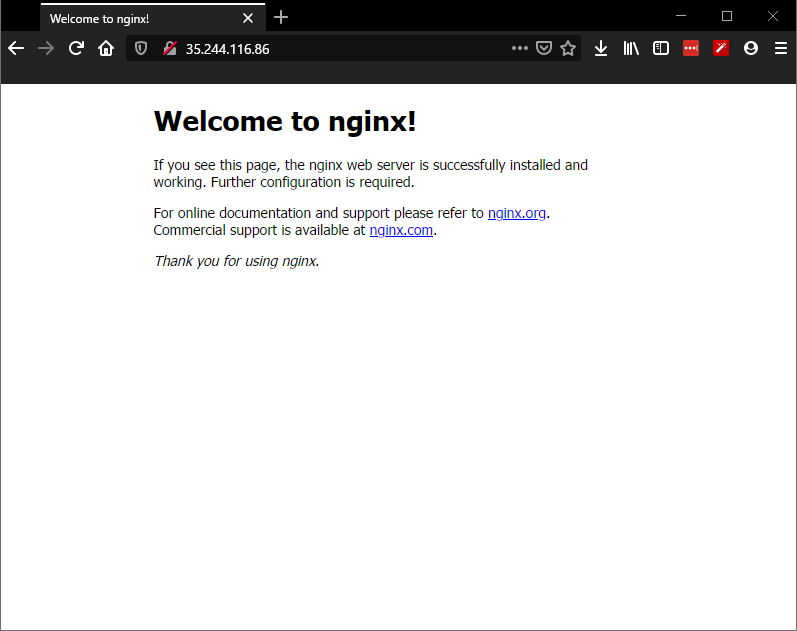 Welcome to nginx!
35.244.116.86
Welcome to nginx!
If you see this page, the nginx web server is successfully installed and
working. Further configuration is required.
For online documentation and support please refer to nginx.org.
Commercial support is available at nginx.com.
Thank you for using nginx.